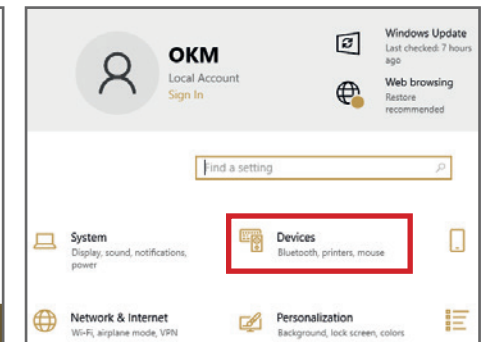 OKM
Local Account
Sign In
Windows Update
Last checked: 7 hours
ago
Web browsing
Restore
recommended
Find a setting
System
Display, sound, notifications,
power
Devices
Bluetooth, printers, mouse
Network & Internet
Wi-Fi, airplane mode, VPN
Personalization
Background, lock screen, colors